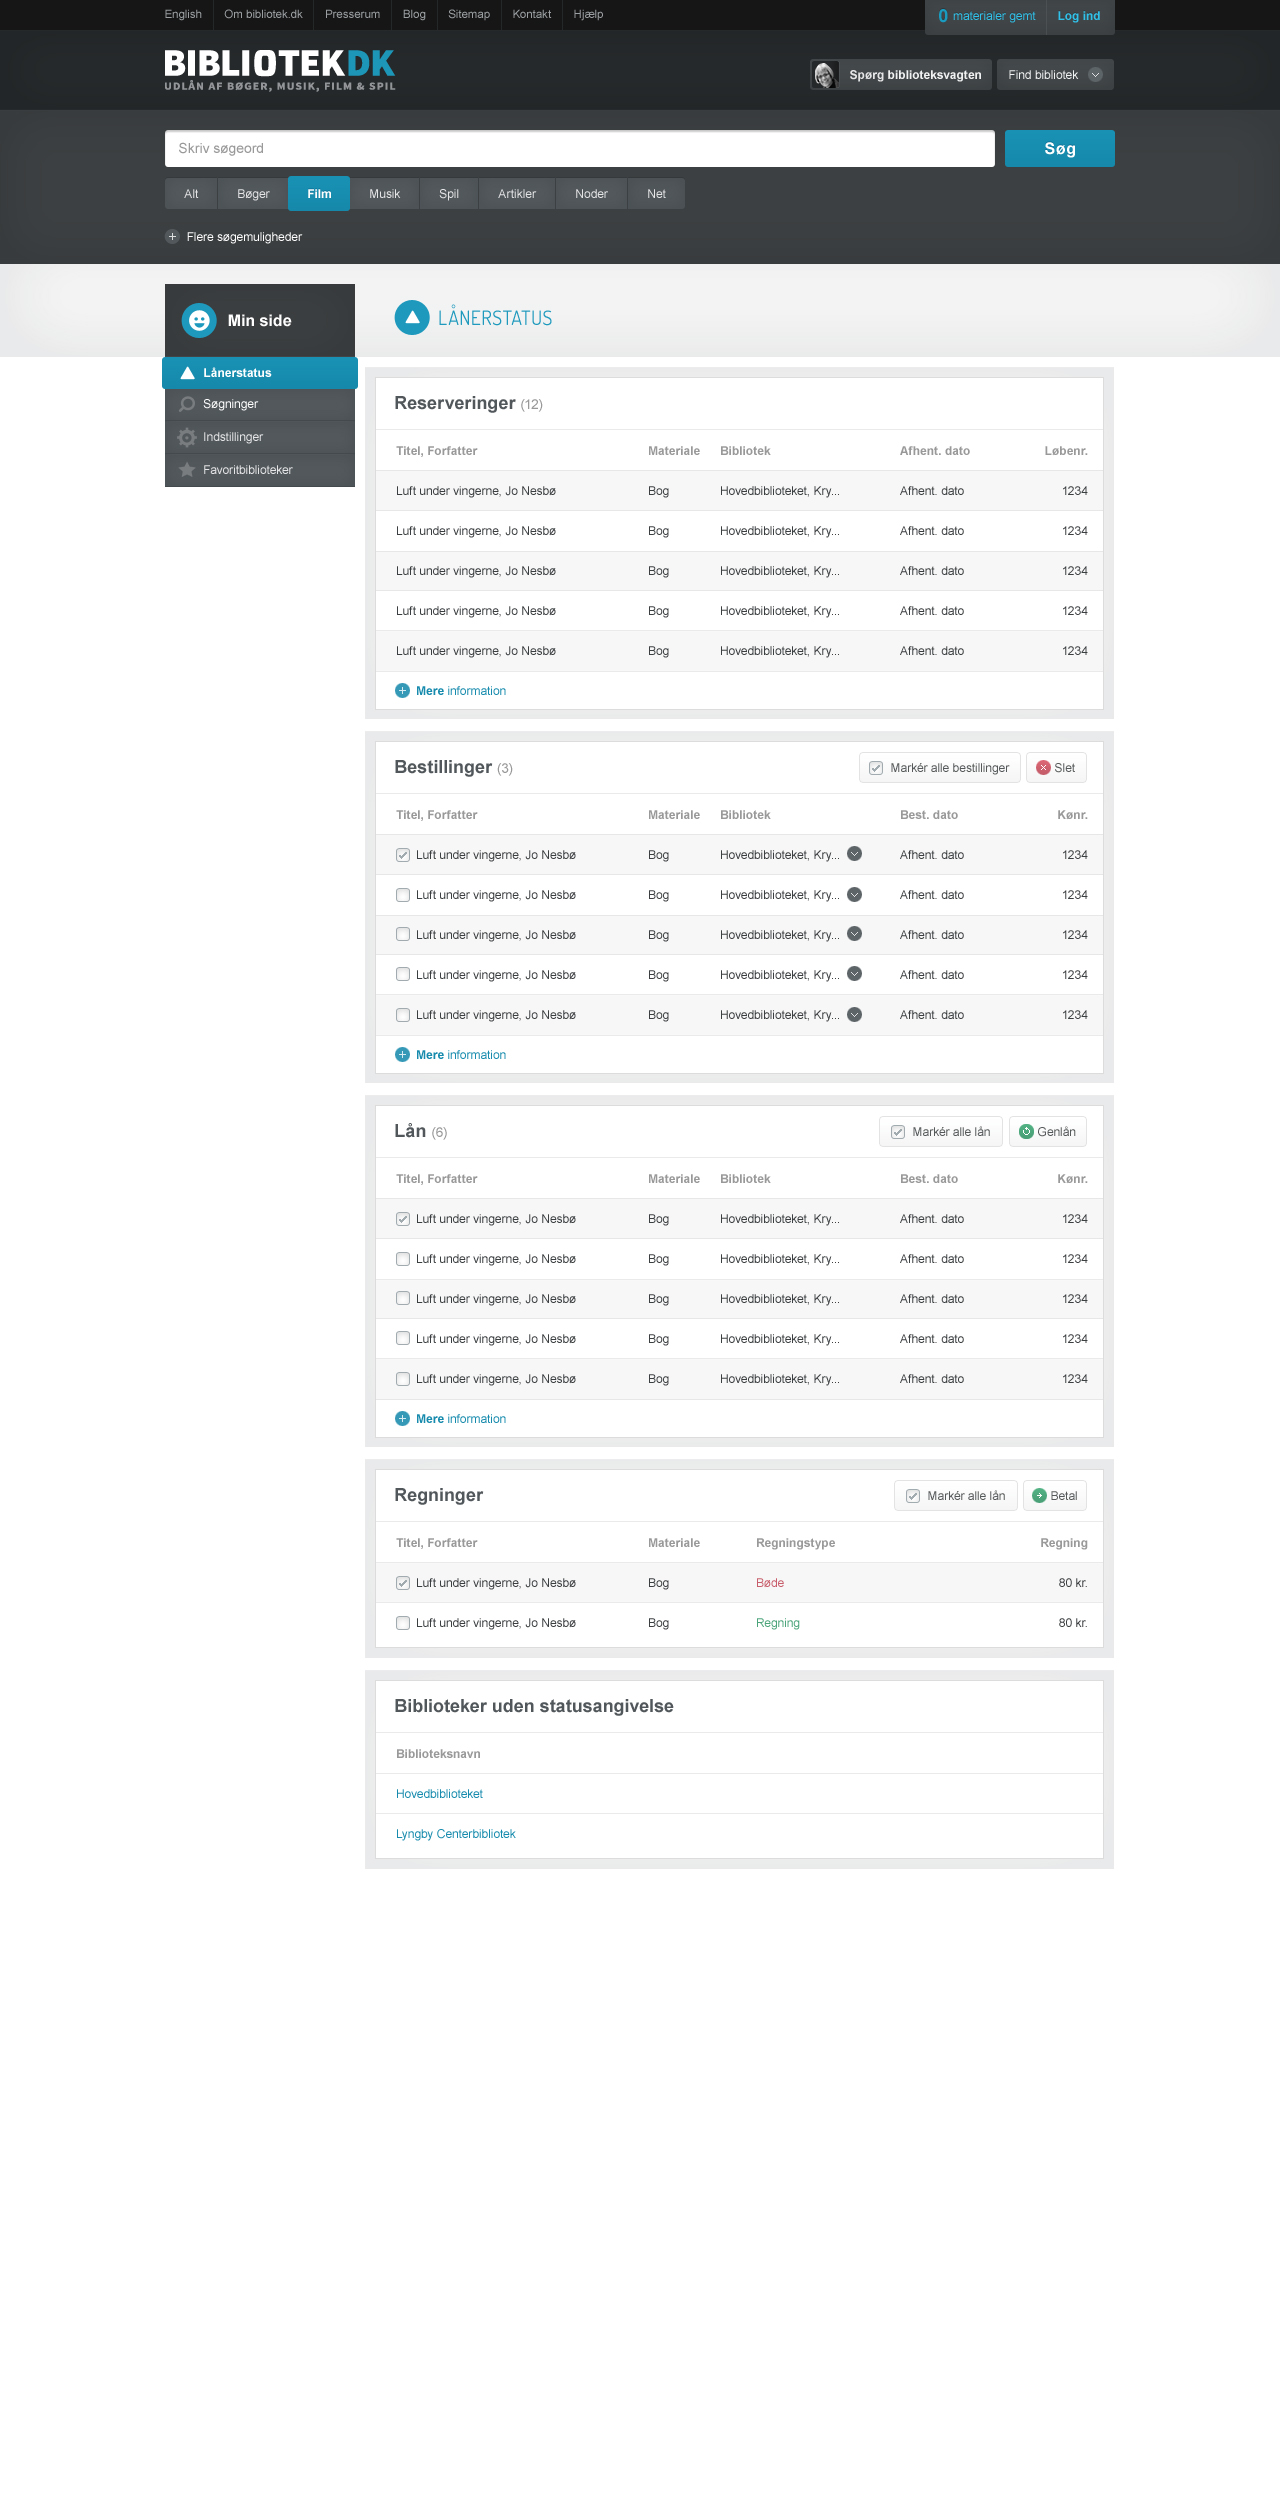 English Om bibliotek.dk Presserum Blog Sitemap Kontakt Hjælp 0 materialer gemt Log ind
BIBLIOTEKDK
UDLÅN AF BØGER, MUSIK, FILM & SPIL
Spørg biblioteksvagten Find bibliotek
Skriv søgeord Søg
Alt Bøger Film Musik Spil Artikler Noder Net
Flere søgemuligheder
Min side
LÅNERSTATUS
Lånerstatus
Søgninger
Indstillinger
Favoritbiblioteker
Reserveringer (12)
Titel, Forfatter Materiale Bibliotek Afhent. dato Løbenr.
Luft under vingerne, Jo Nesbø Bog Hovedbiblioteket, Kry... Afhent. dato 1234
Luft under vingerne, Jo Nesbø Bog Hovedbiblioteket, Kry... Afhent. dato 1234
Luft under vingerne, Jo Nesbø Bog Hovedbiblioteket, Kry... Afhent. dato 1234
Luft under vingerne, Jo Nesbø Bog Hovedbiblioteket, Kry... Afhent. dato 1234
Luft under vingerne, Jo Nesbø Bog Hovedbiblioteket, Kry... Afhent. dato 1234
Mere information
Bestillinger (3) Markér alle bestillinger Slet
Titel, Forfatter Materiale Bibliotek Best. dato Kønr.
Luft under vingerne, Jo Nesbø Bog Hovedbiblioteket, Kry... Afhent. dato 1234
Luft under vingerne, Jo Nesbø Bog Hovedbiblioteket, Kry... Afhent. dato 1234
Luft under vingerne, Jo Nesbø Bog Hovedbiblioteket, Kry... Afhent. dato 1234
Luft under vingerne, Jo Nesbø Bog Hovedbiblioteket, Kry... Afhent. dato 1234
Luft under vingerne, Jo Nesbø Bog Hovedbiblioteket, Kry... Afhent. dato 1234
Mere information
Lån (6) Markér alle lån Genlån
Titel, Forfatter Materiale Bibliotek Best. dato Kønr.
Luft under vingerne, Jo Nesbø Bog Hovedbiblioteket, Kry... Afhent. dato 1234
Luft under vingerne, Jo Nesbø Bog Hovedbiblioteket, Kry... Afhent. dato 1234
Luft under vingerne, Jo Nesbø Bog Hovedbiblioteket, Kry... Afhent. dato 1234
Luft under vingerne, Jo Nesbø Bog Hovedbiblioteket, Kry... Afhent. dato 1234
Luft under vingerne, Jo Nesbø Bog Hovedbiblioteket, Kry... Afhent. dato 1234
Mere information
Regninger Markér alle lån Betal
Titel, Forfatter Materiale Regningstype Regning
Luft under vingerne, Jo Nesbø Bog Bøde 80 kr.
Luft under vingerne, Jo Nesbø Bog Regning 80 kr.
Biblioteker uden statusangivelse
Biblioteksnavn
Hovedbiblioteket
Lyngby Centerbibliotek